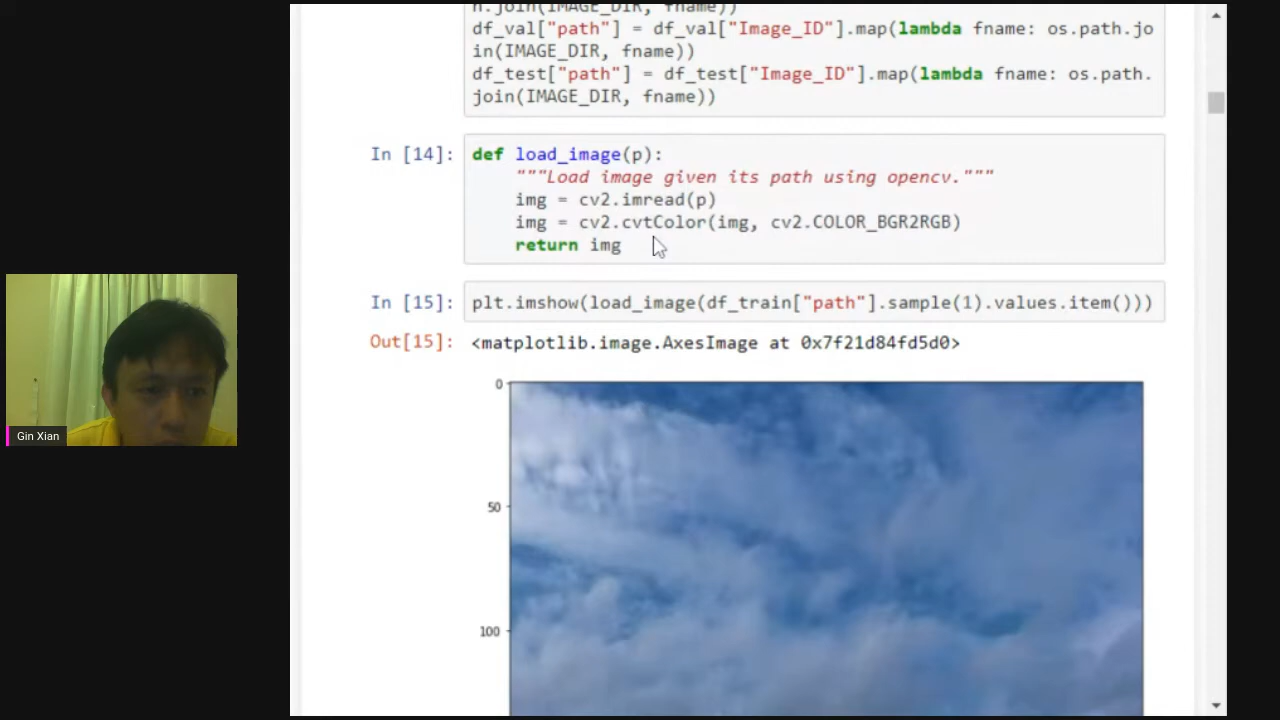 n.join(IMAGE_DIR, fname))
df_val["path"] = df_val["Image_ID"].map(lambda fname: os.path.jo
in(IMAGE_DIR, fname))
df_test["path"] = df_test["Image_ID"].map(lambda fname: os.path.
join(IMAGE_DIR, fname))
In [14]:
def load_image(p):
"""Load image given its path using opencv."""
img = cv2.imread(p)
img = cv2.cvtColor(img, cv2.COLOR_BGR2RGB)
return img
In [15]:
plt.imshow(load_image(df_train["path"].sample(1).values.item()))
Out[15]:
<matplotlib.image.AxesImage at 0x7f21d84fd5d0>
0
50
100
Gin Xian